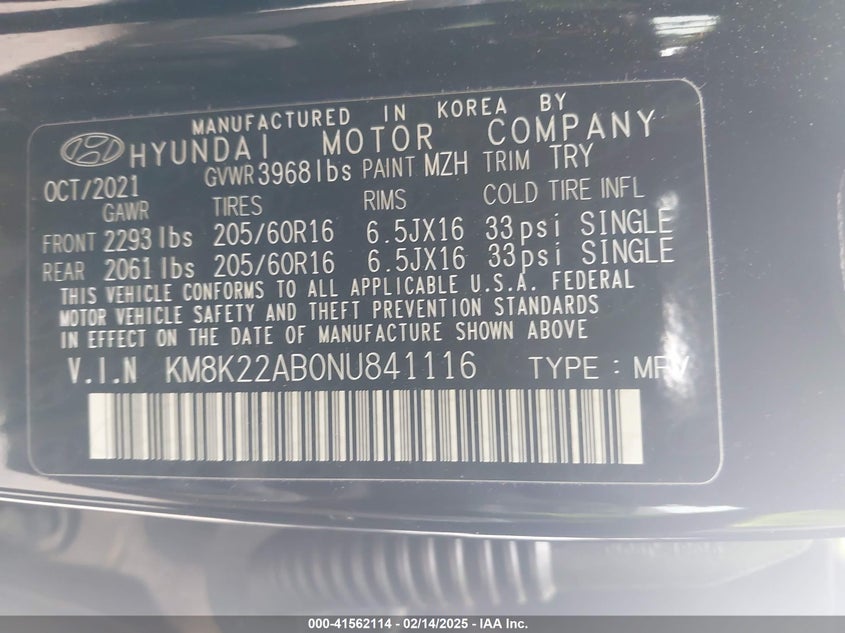 MANUFACTURED IN KOREA BY
HYUNDAI MOTOR COMPANY
OCT/2021 GVWR 3968lbs PAINT MZH TRIM TRY
GAWR TIRES RIMS COLD TIRE INFL
FRONT 2293 lbs 205/60R16 6.5JX16 33psi SINGLE
REAR 2061 lbs 205/60R16 6.5JX16 33psi SINGLE
THIS VEHICLE CONFORMS TO ALL APPLICABLE U.S.A. FEDERAL
MOTOR VEHICLE SAFETY AND THEFT PREVENTION STANDARDS
IN EFFECT ON THE DATE OF MANUFACTURE SHOWN ABOVE
V.I.N KM8K22AB0NU841116 TYPE : MPV
000-41562114 - 02/14/2025 - IAA Inc.